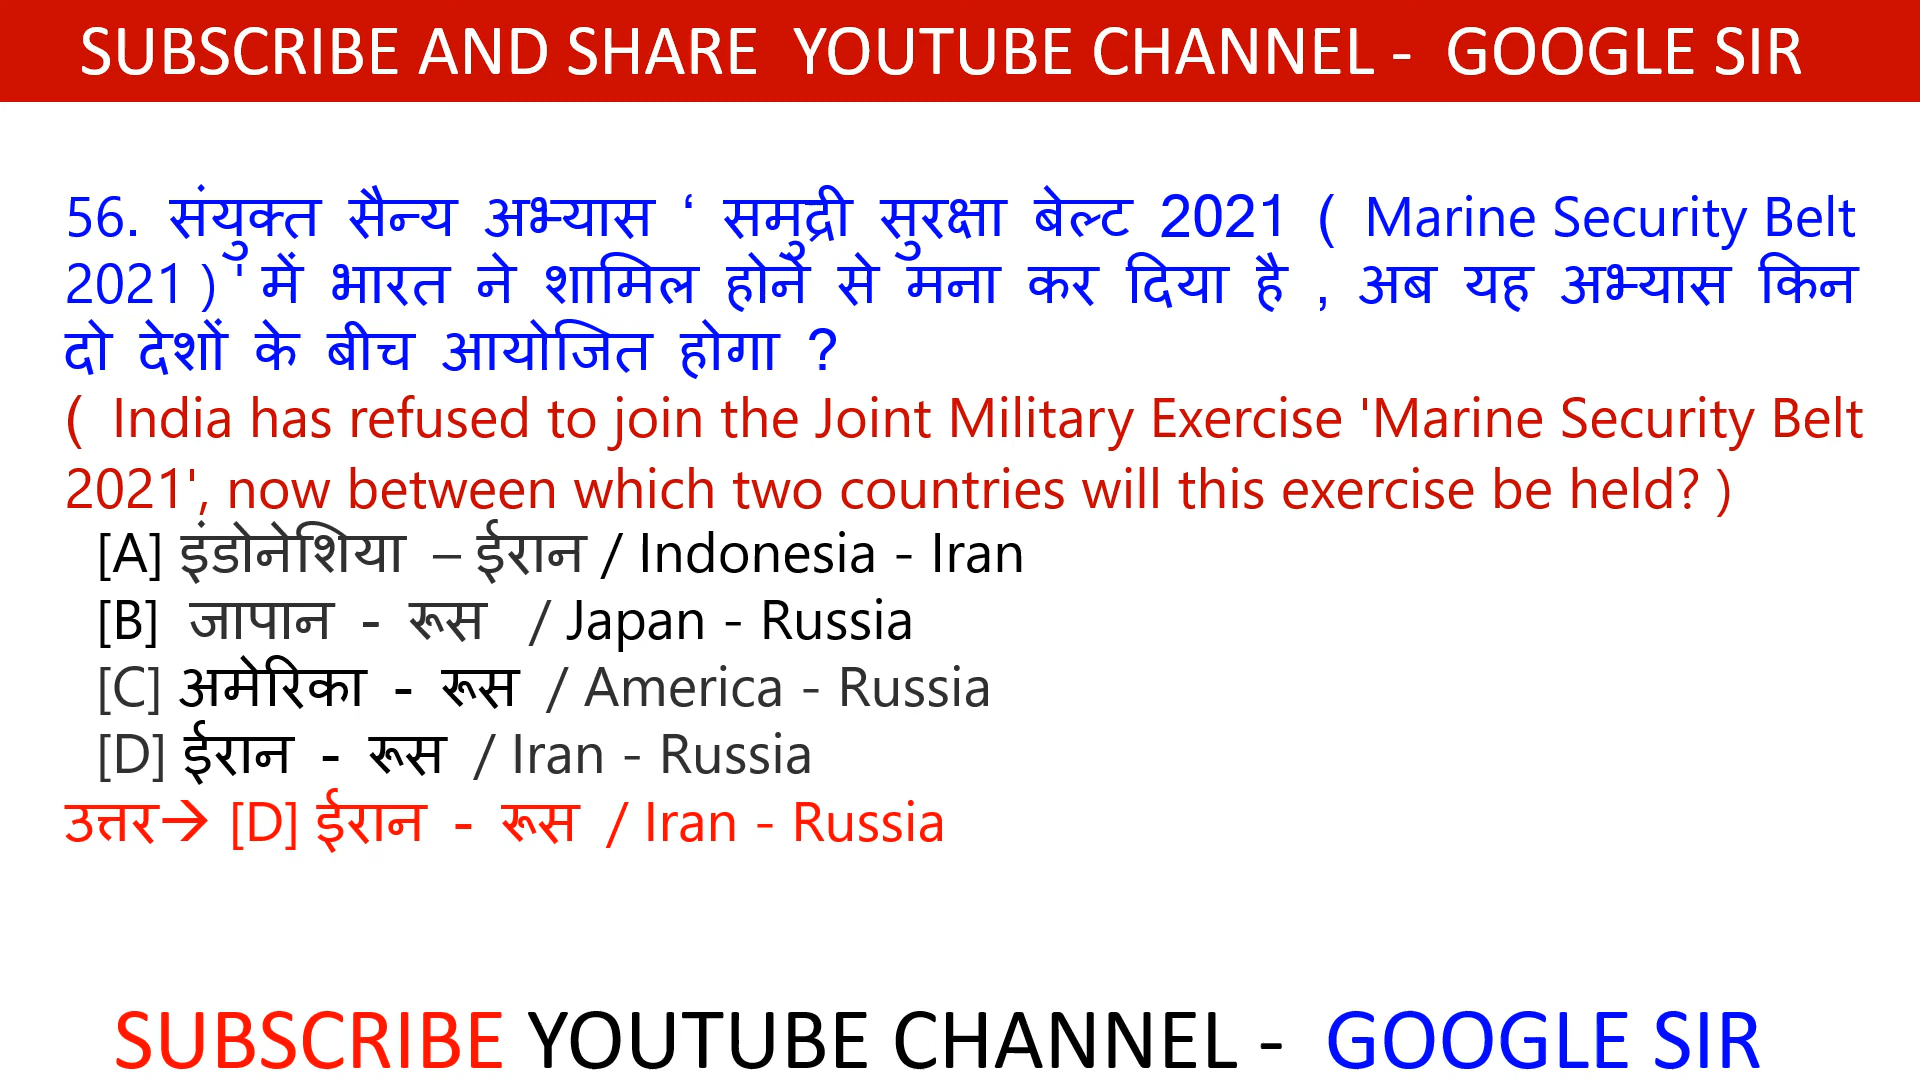 SUBSCRIBE AND SHARE YOUTUBE CHANNEL - GOOGLE SIR
56. संयुक्त सैन्य अभ्यास ‘ समुद्री सुरक्षा बेल्ट 2021 ( Marine Security Belt
2021 ) ' में भारत ने शामिल होने से मना कर दिया है , अब यह अभ्यास किन
दो देशों के बीच आयोजित होगा ?
( India has refused to join the Joint Military Exercise 'Marine Security Belt
2021', now between which two countries will this exercise be held? )
[A] इंडोनेशिया – ईरान / Indonesia - Iran
[B] जापान - रूस / Japan - Russia
[C] अमेरिका - रूस / America - Russia
[D] ईरान - रूस / Iran - Russia
उत्तर→ [D] ईरान - रूस / Iran - Russia
SUBSCRIBE YOUTUBE CHANNEL - GOOGLE SIR